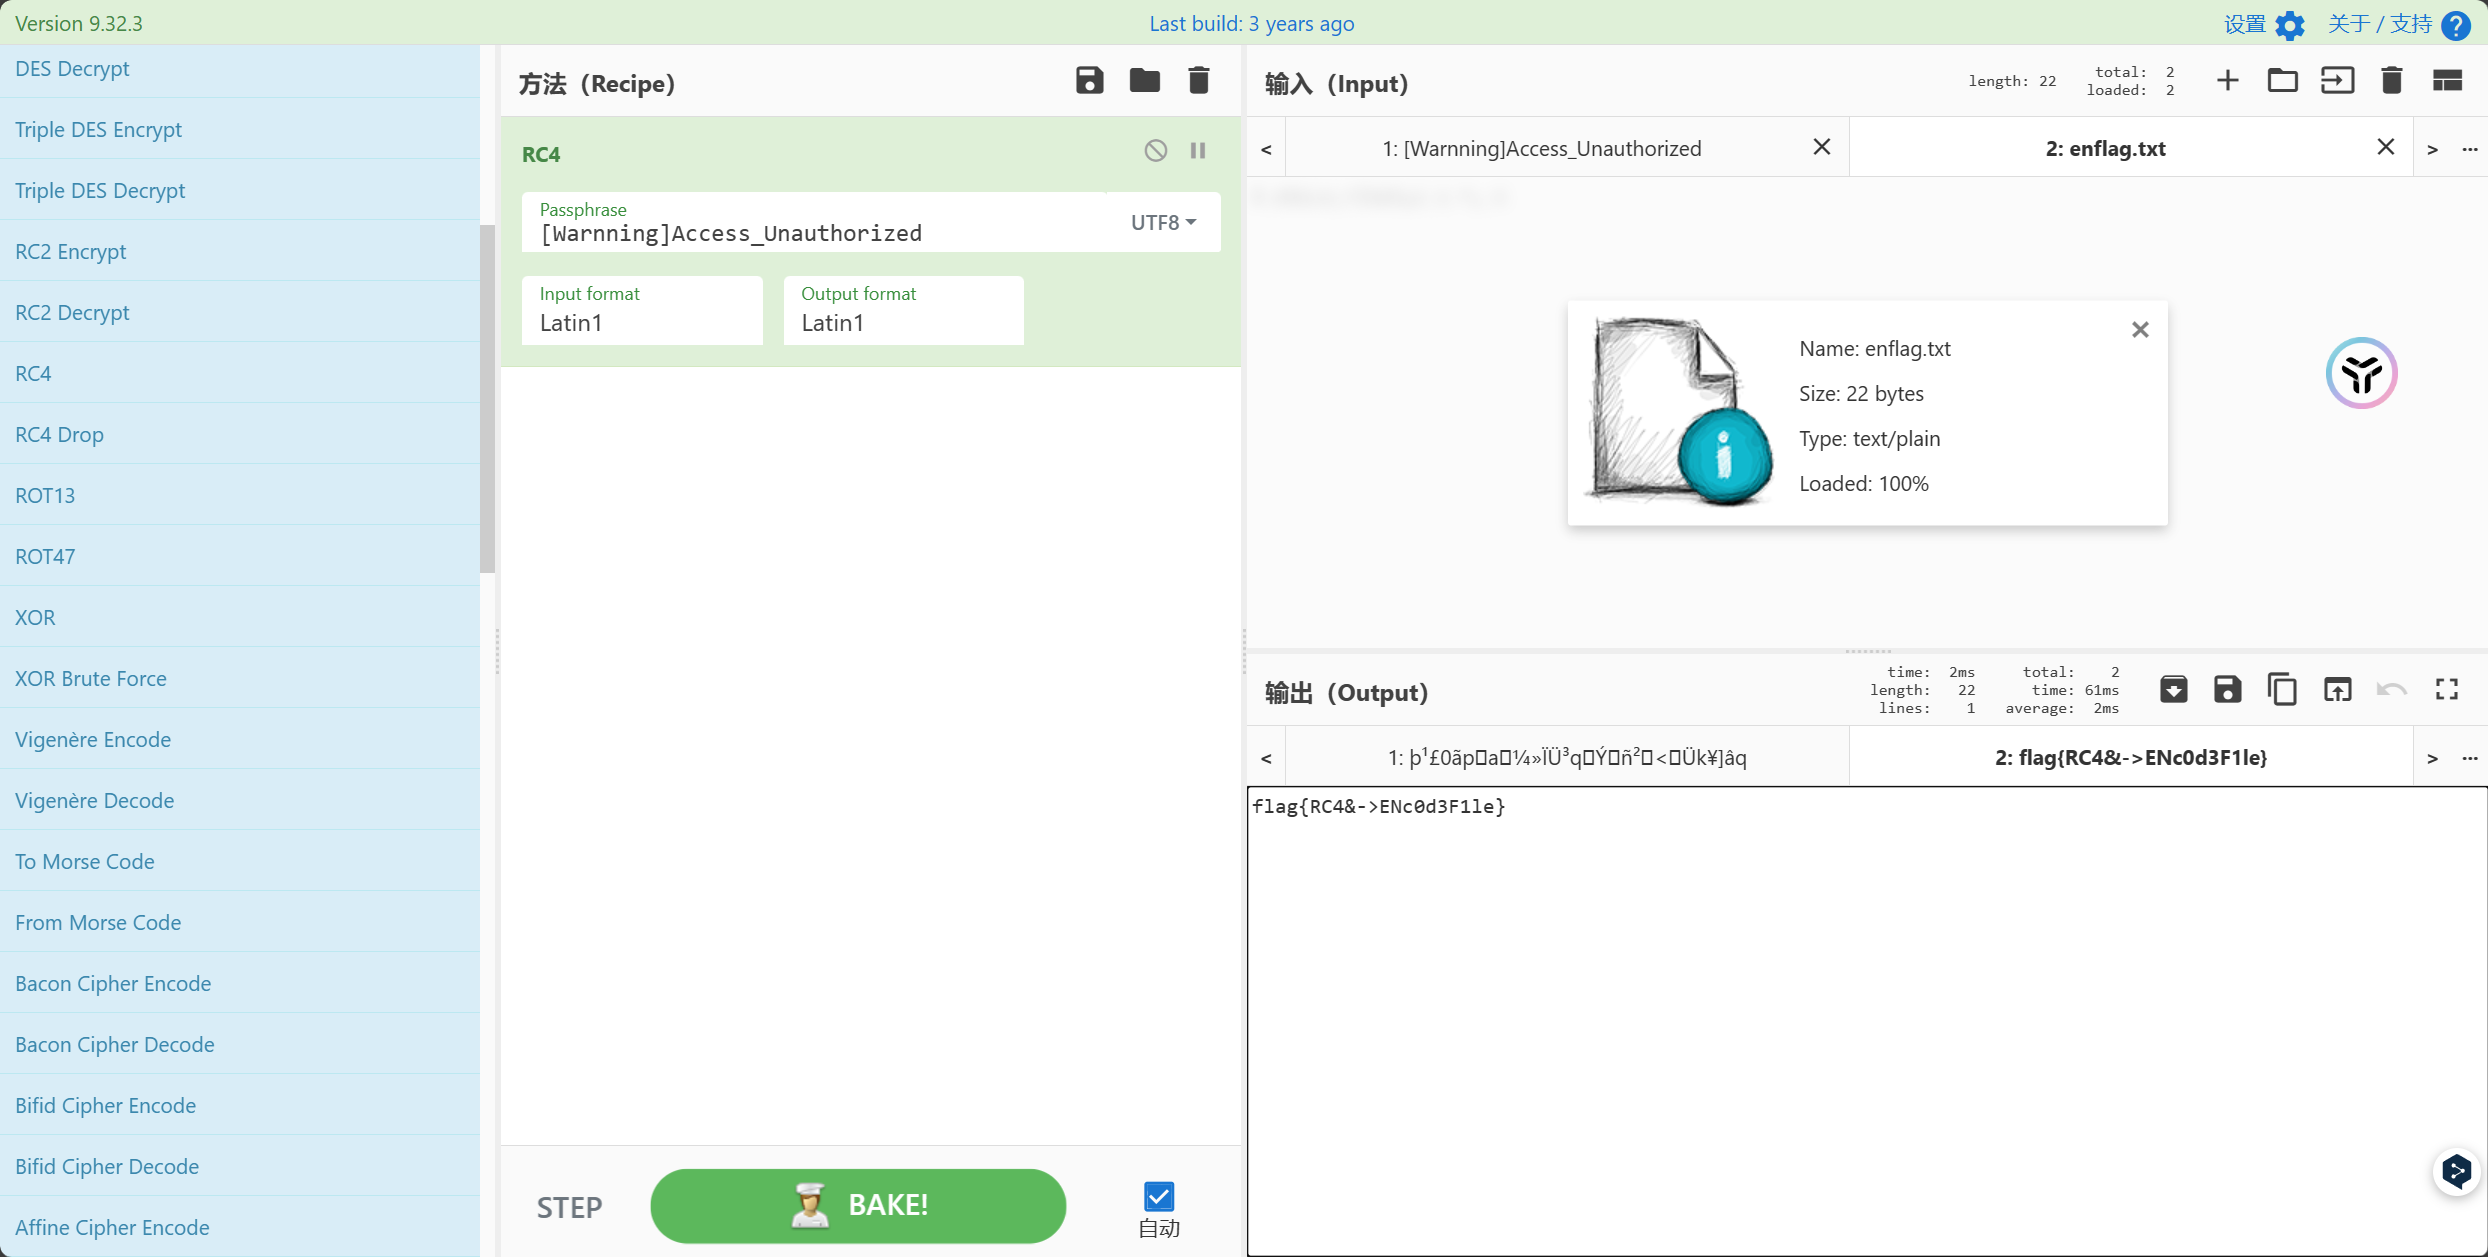 Version 9.32.3
Last build: 3 years ago
设置
关于 / 支持
DES Decrypt
Triple DES Encrypt
Triple DES Decrypt
RC2 Encrypt
RC2 Decrypt
RC4
RC4 Drop
ROT13
ROT47
XOR
XOR Brute Force
Vigenère Encode
Vigenère Decode
To Morse Code
From Morse Code
Bacon Cipher Encode
Bacon Cipher Decode
Bifid Cipher Encode
Bifid Cipher Decode
Affine Cipher Encode
方法（Recipe）
RC4
Passphrase
[Warnning]Access_Unauthorized
UTF8
Input format
Latin1
Output format
Latin1
STEP
BAKE!
自动
输入（Input）
length: 22
total: 2
loaded: 2
<
1: [Warnning]Access_Unauthorized
2: enflag.txt
> ...
Name: enflag.txt
Size: 22 bytes
Type: text/plain
Loaded: 100%
输出（Output）
time: 2ms
length: 22
lines: 1
total: 2
time: 61ms
average: 2ms
<
1: þ¹£0ãp▯a▯¼»ÏÜ³q▯Ý▯ñ²▯<▯Ük¥]âq
2: flag{RC4&->ENc0d3F1le}
> ...
flag{RC4&->ENc0d3F1le}